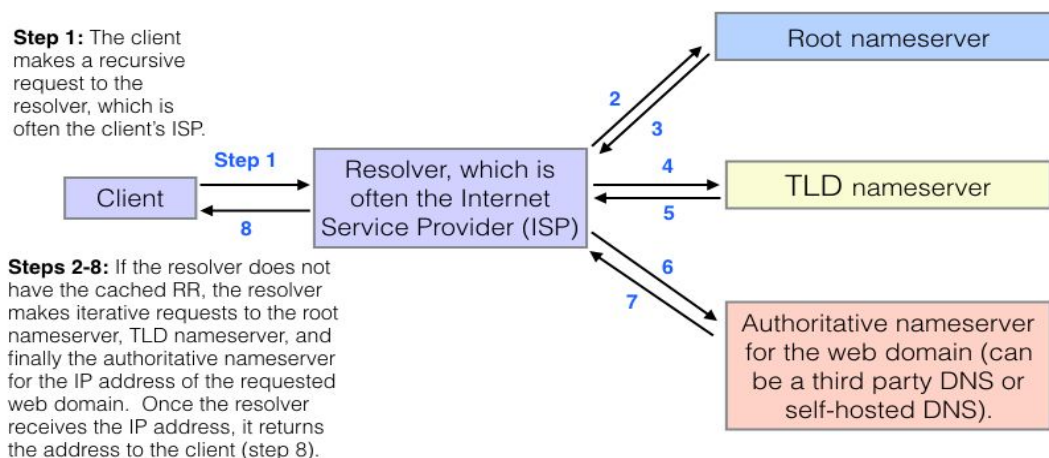 Step 1: The client
makes a recursive
request to the
resolver, which is
often the client's ISP.
Root nameserver
2
3
Step 1
Client
8
Resolver, which is
often the Internet
Service Provider (ISP)
4
5
TLD nameserver
6
7
Steps 2-8: If the resolver does not
have the cached RR, the resolver
makes iterative requests to the root
nameserver, TLD nameserver, and
finally the authoritative nameserver
for the IP address of the requested
web domain.  Once the resolver
receives the IP address, it returns
the address to the client (step 8).
Authoritative nameserver
for the web domain (can
be a third party DNS or
self-hosted DNS).